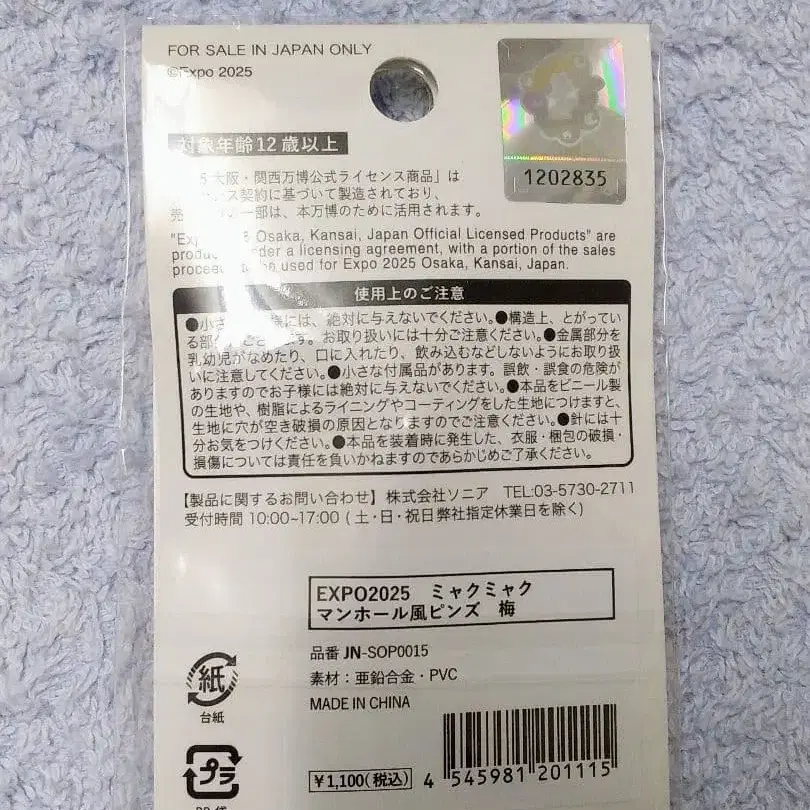 FOR SALE IN JAPAN ONLY
©Expo 2025
1202835
対象年齢12歳以上
5 大阪・関西万博公式ライセンス商品」は
ス契約に基づいて製造されており、
一部は、本万博のために活用されます。
"Exp Osaka, Kansai, Japan Official Licensed Products" are
under a licensing agreement, with a portion of the sales
be used for Expo 2025 Osaka, Kansai, Japan.
使用上のご注意
●小さ 様には、絶対に与えないでください。●構造上、とがってい
る部 ます。お取り扱いには十分ご注意ください。●金属部分を
乳幼児がなめたり、口に入れたり、飲み込むなどしないようにお取り扱
いに注意してください。●小さな付属品があります。誤飲・誤食の危険が
ありますのでお子様には絶対に与えないでください。●本品をビニール製
の生地や、樹脂によるライニングやコーティングをした生地につけますと、
生地に穴が空き破損の原因となりますのでご注意ください。●針には十
分お気をつけください。●本品を装着時に発生した、衣服・梱包の破損・
損傷については責任を負いかねますのであらかじめご了承ください。
【製品に関するお問い合わせ】 株式会社ソニア TEL:03-5730-2711
受付時間 10:00~17:00 ( 土・日・祝日弊社指定休業日を除く)
EXPO2025 ミャクミャク
マンホール風ピンズ 梅
品番 JN-SOP0015
素材：亜鉛合金・PVC
MADE IN CHINA
紙
台紙
プラ
¥1,100(税込)
4 545981 201115